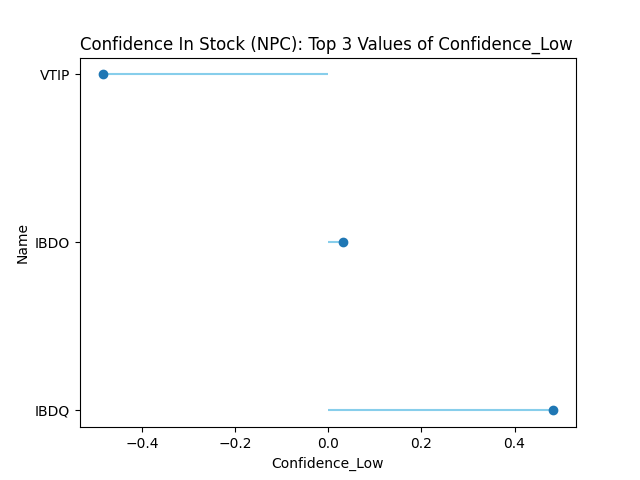 Confidence In Stock (NPC): Top 3 Values of Confidence_Low
VTIP
IBDO
IBDQ
Name
−0.4 −0.2 0.0 0.2 0.4
Confidence_Low